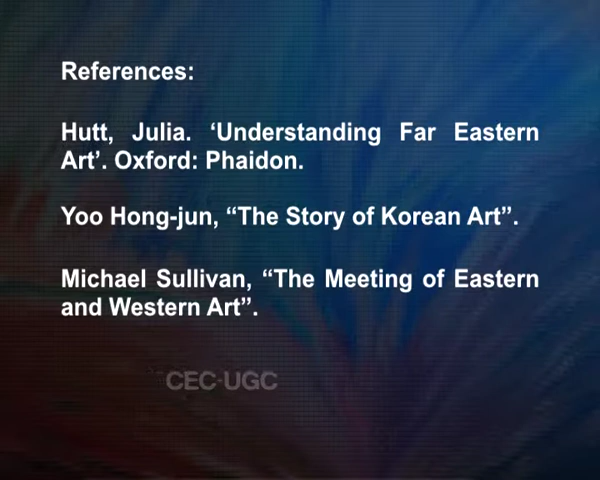 References:
Hutt, Julia. ‘Understanding Far Eastern
Art’. Oxford: Phaidon.
Yoo Hong-jun, “The Story of Korean Art”.
Michael Sullivan, “The Meeting of Eastern
and Western Art”.
CEC-UGC